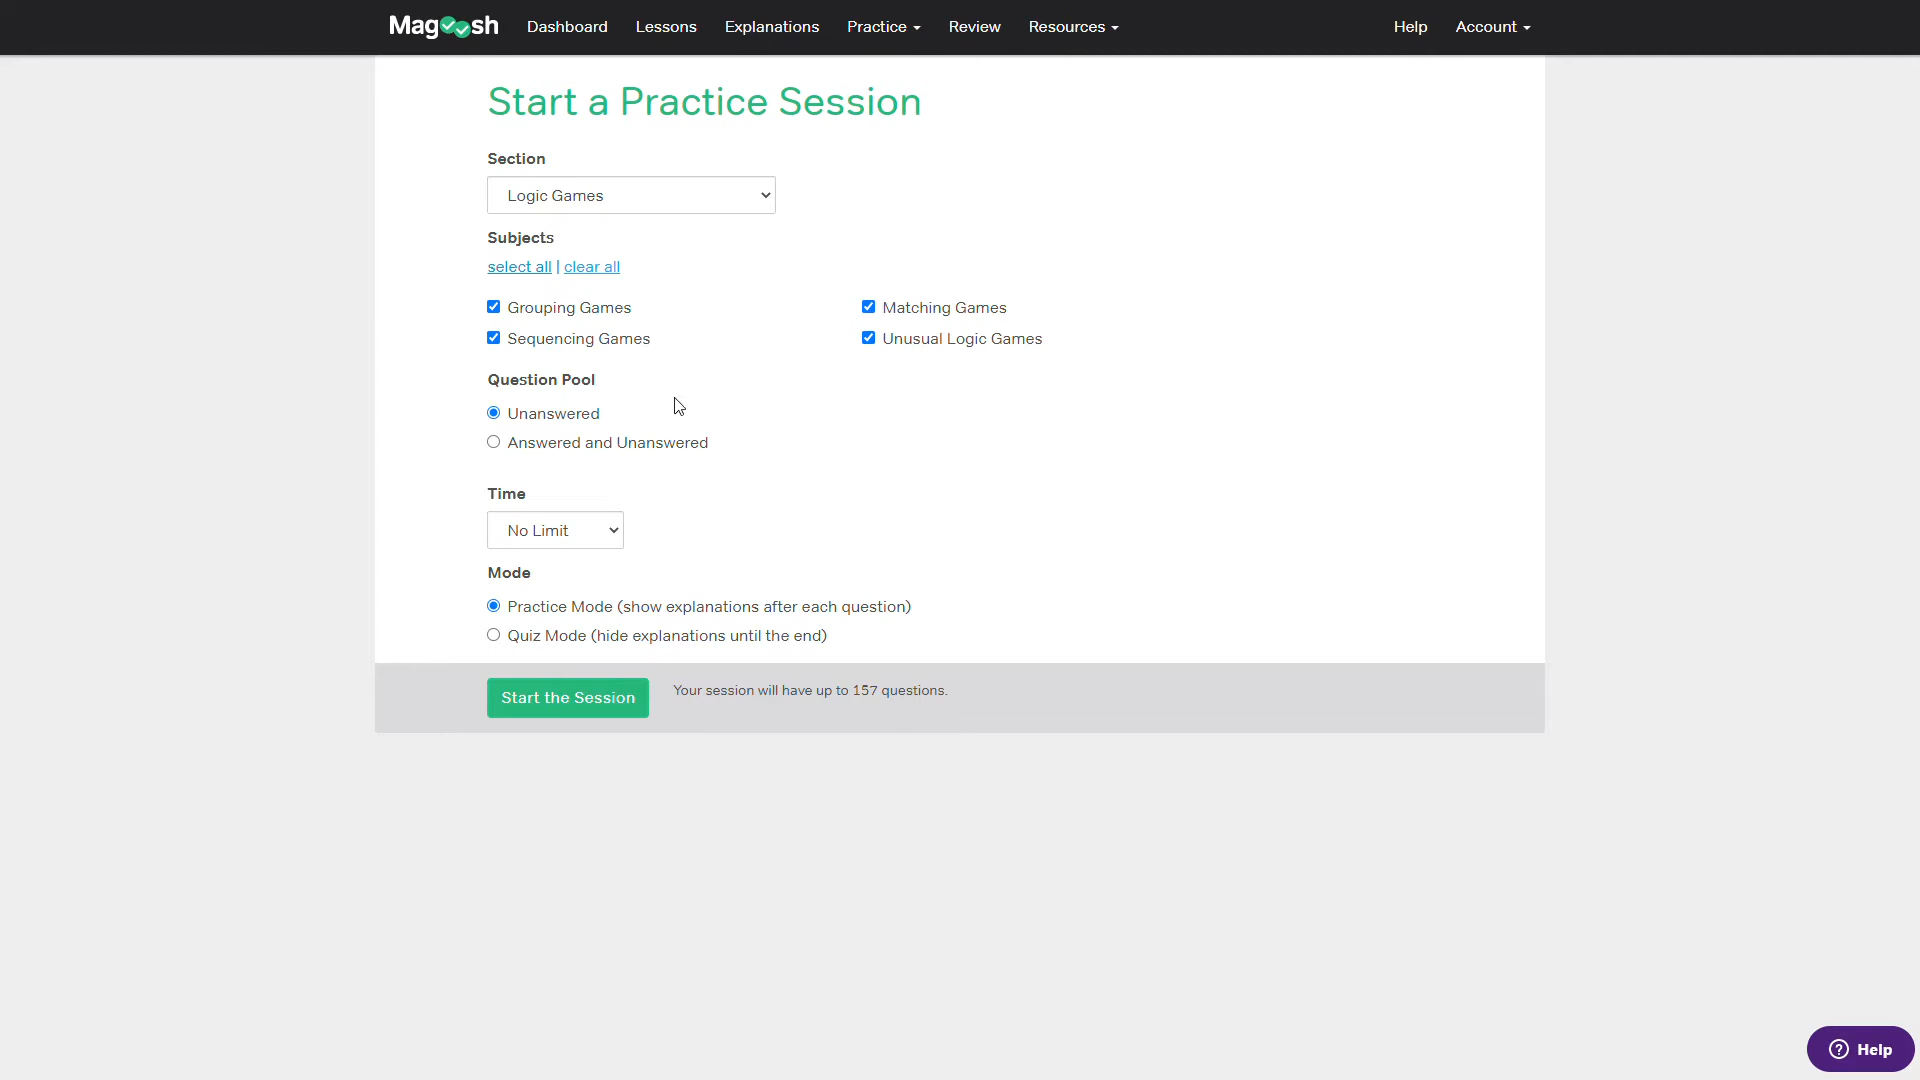 Magoosh Dashboard Lessons Explanations Practice Review Resources Help Account
Start a Practice Session
Section
Logic Games
Subjects
select all | clear all
Grouping Games Matching Games
Sequencing Games Unusual Logic Games
Question Pool
Unanswered
Answered and Unanswered
Time
No Limit
Mode
Practice Mode (show explanations after each question)
Quiz Mode (hide explanations until the end)
Start the Session Your session will have up to 157 questions.
Help